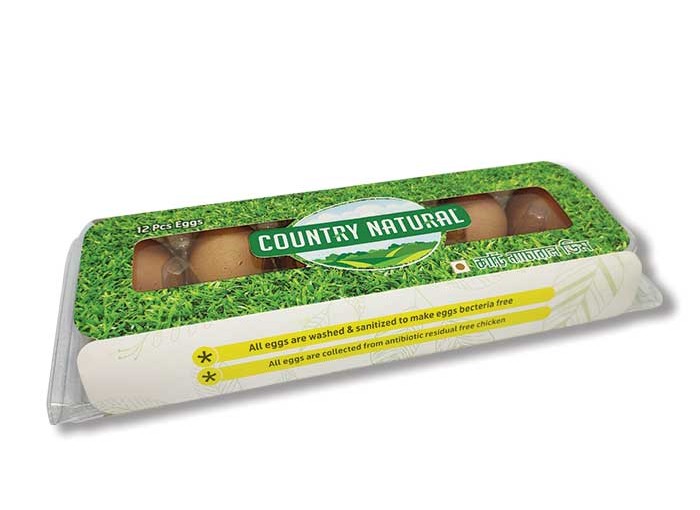 12 Pcs Eggs
COUNTRY NATURAL
ডিম
All eggs are washed & sanitized to make eggs becteria free
All eggs are collected from antibiotic residual free chicken